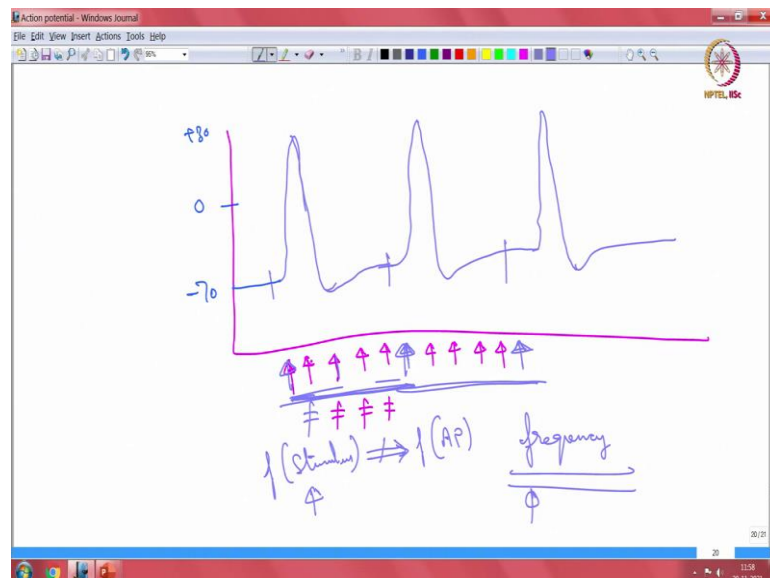 Action potential - Windows Journal
File Edit View Insert Actions Tools Help
95%
B I
NPTEL, IISc
+80
0
-70
f(Stimulus) ⇏ f(AP)
frequency
20/21
20
11:58